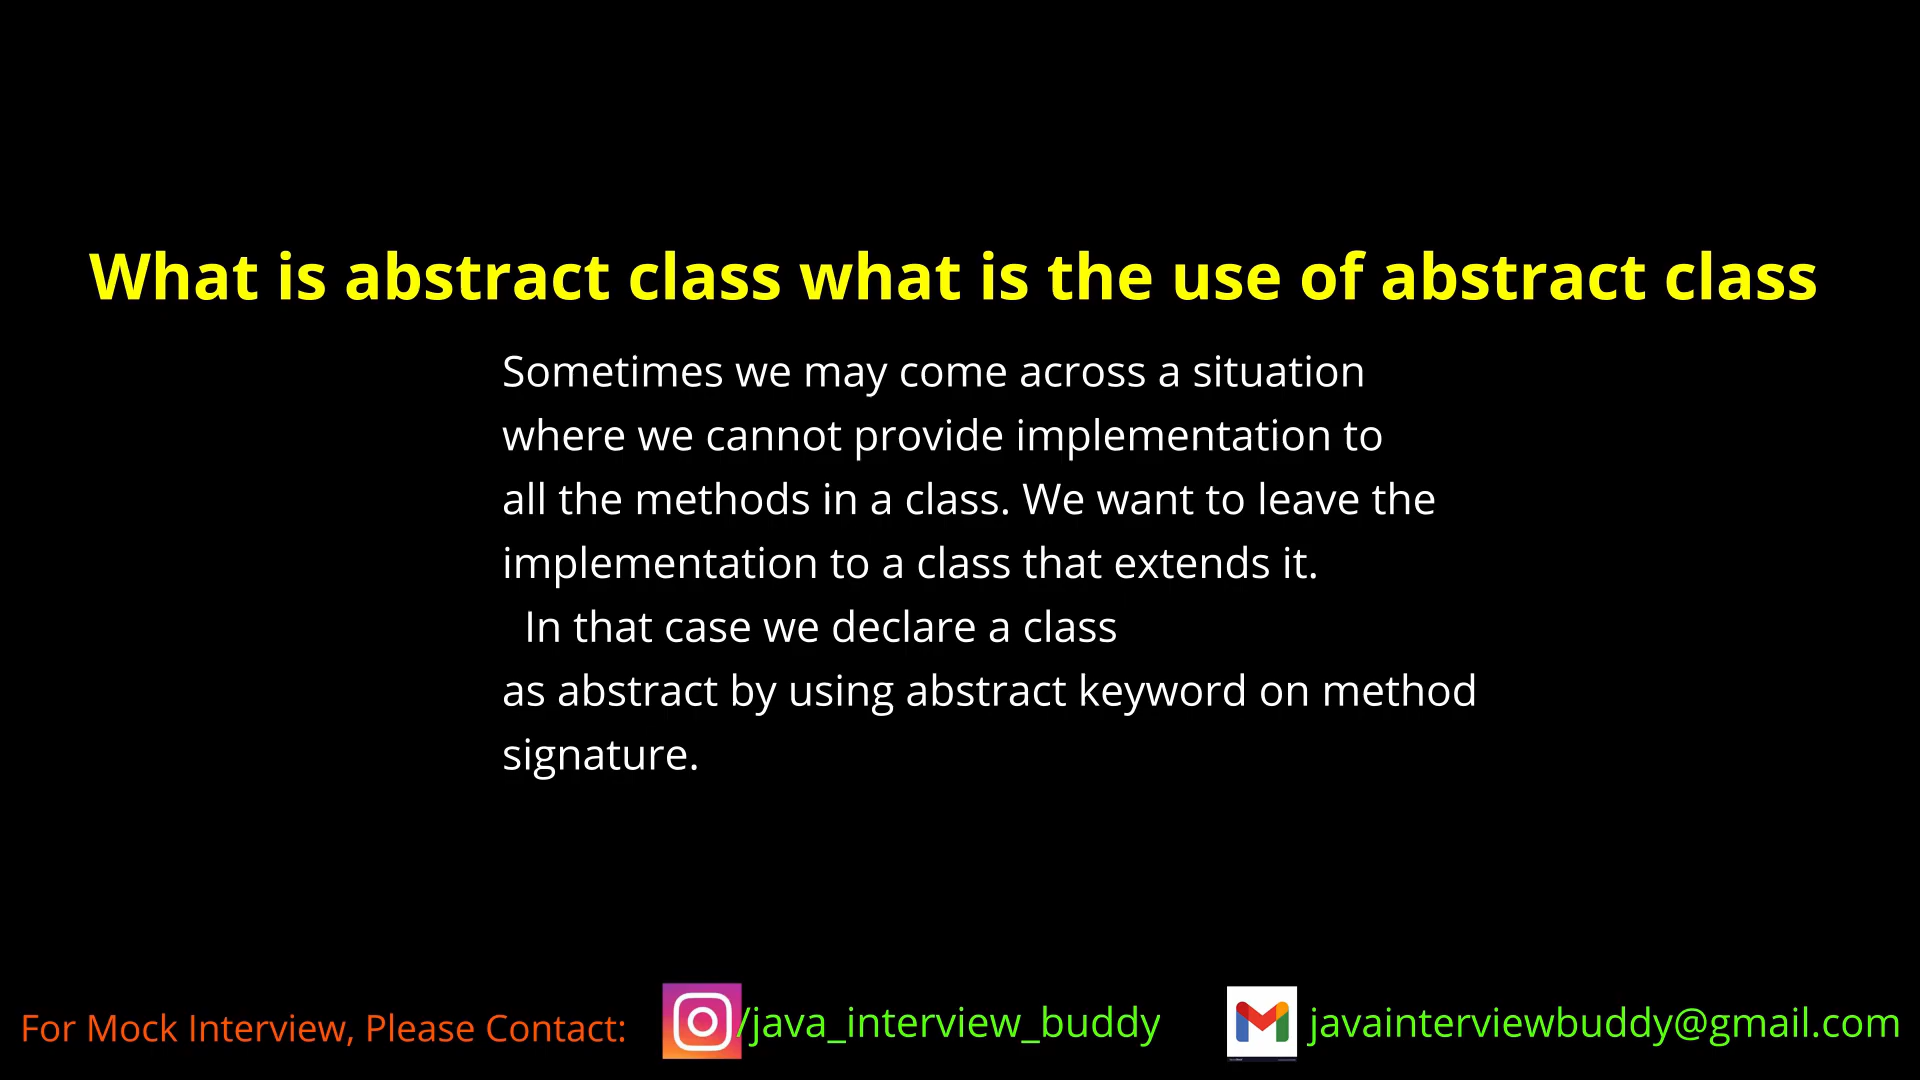 What is abstract class what is the use of abstract class
Sometimes we may come across a situation
where we cannot provide implementation to
all the methods in a class. We want to leave the
implementation to a class that extends it.
In that case we declare a class
as abstract by using abstract keyword on method
signature.
For Mock Interview, Please Contact: /java_interview_buddy javainterviewbuddy@gmail.com